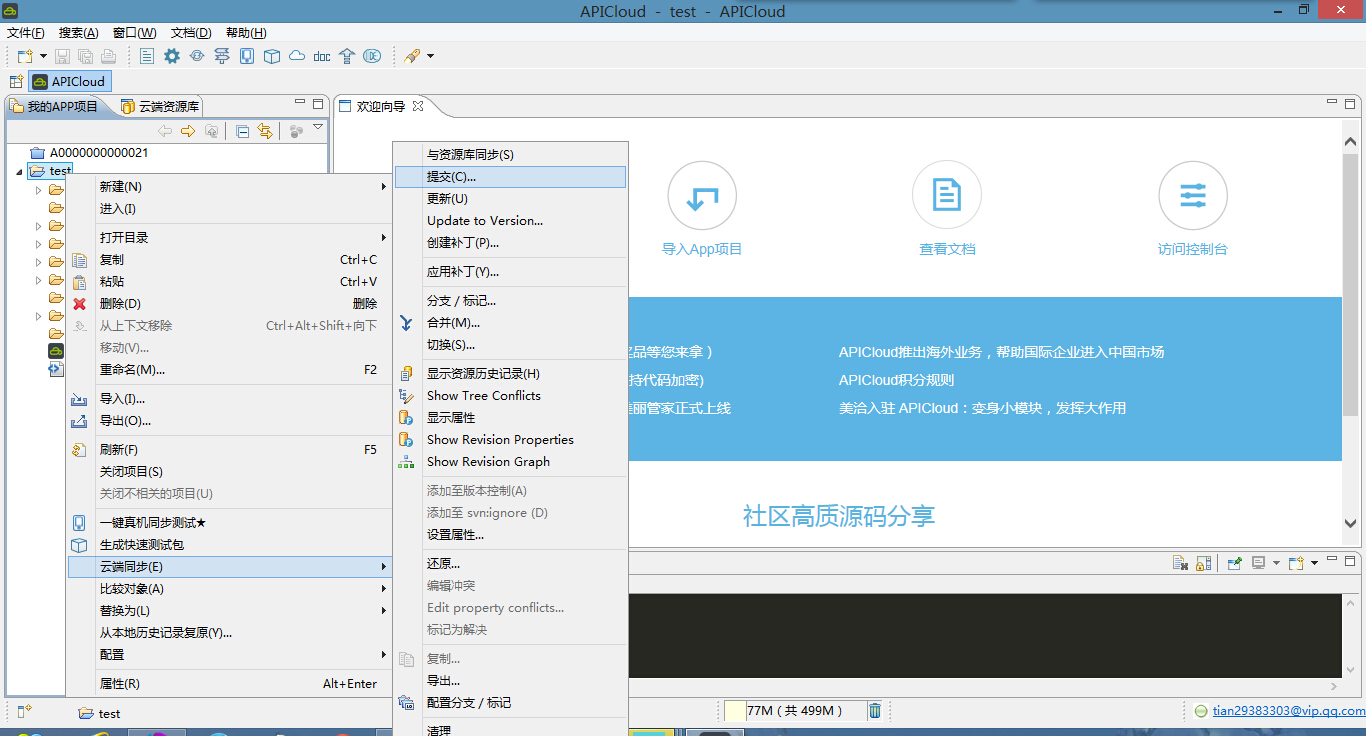 APICloud - test - APICloud
文件(F) 搜索(A) 窗口(W) 文档(D) 帮助(H)
doc
APICloud
我的APP项目 云端资源库 欢迎向导
A0000000000021
test
新建(N)
进入(I)
打开目录
复制 Ctrl+C
粘贴 Ctrl+V
删除(D) 删除
从上下文移除 Ctrl+Alt+Shift+向下
移动(V)...
重命名(M)... F2
导入(I)...
导出(O)...
刷新(F) F5
关闭项目(S)
关闭不相关的项目(U)
一键真机同步测试★
生成快速测试包
云端同步(E)
比较对象(A)
替换为(L)
从本地历史记录复原(Y)...
配置
属性(R) Alt+Enter
与资源库同步(S)
提交(C)...
更新(U)
Update to Version...
创建补丁(P)...
应用补丁(Y)...
分支 / 标记...
合并(M)...
切换(S)...
显示资源历史记录(H)
Show Tree Conflicts
显示属性
Show Revision Properties
Show Revision Graph
添加至版本控制(A)
添加至 svn:ignore (D)
设置属性...
还原...
编辑冲突
Edit property conflicts...
标记为解决
复制...
导出...
配置分支 / 标记
清理
导入App项目 查看文档 访问控制台
品等您来拿）
APICloud推出海外业务，帮助国际企业进入中国市场
持代码加密)
APICloud积分规则
丽管家正式上线
美洽入驻 APICloud：变身小模块，发挥大作用
社区高质源码分享
test
77M（共 499M）
tian29383303@vip.qq.com